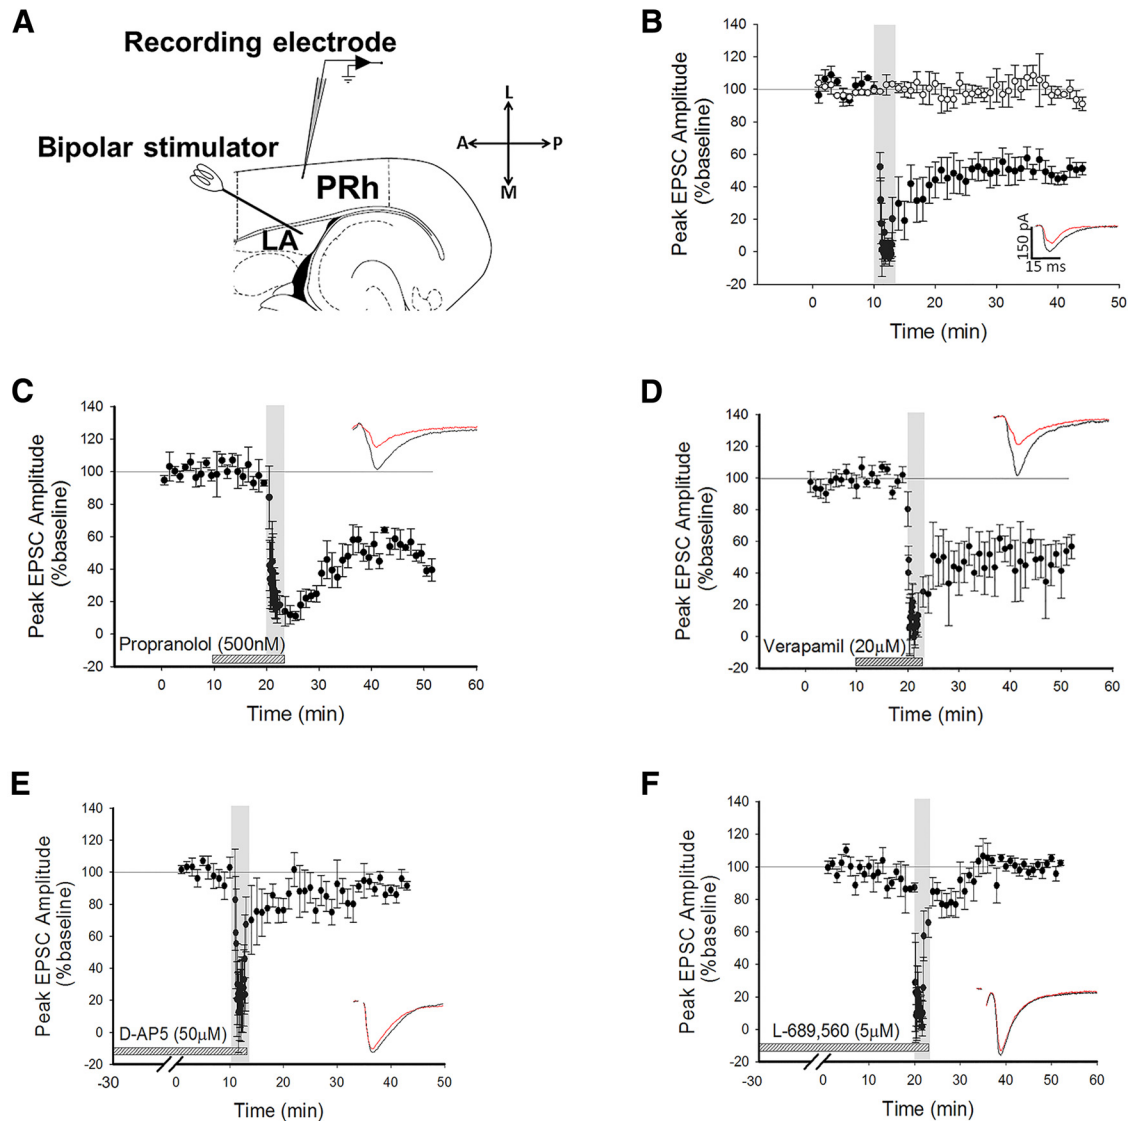 A
Recording electrode
Bipolar stimulator
PRh
LA
L
A
P
M
B
140
120
100
80
60
40
20
0
-20
Peak EPSC Amplitude
(%baseline)
150 pA
15 ms
0 10 20 30 40 50
Time (min)
C
140
120
100
80
60
40
20
0
-20
Peak EPSC Amplitude
(%baseline)
Propranolol (500nM)
0 10 20 30 40 50 60
Time (min)
D
140
120
100
80
60
40
20
0
-20
Peak EPSC Amplitude
(%baseline)
Verapamil (20µM)
0 10 20 30 40 50 60
Time (min)
E
140
120
100
80
60
40
20
0
-20
Peak EPSC Amplitude
(%baseline)
D-AP5 (50µM)
-30 0 10 20 30 40 50
Time (min)
F
140
120
100
80
60
40
20
0
-20
Peak EPSC Amplitude
(%baseline)
L-689,560 (5µM)
-30 0 10 20 30 40 50 60
Time (min)